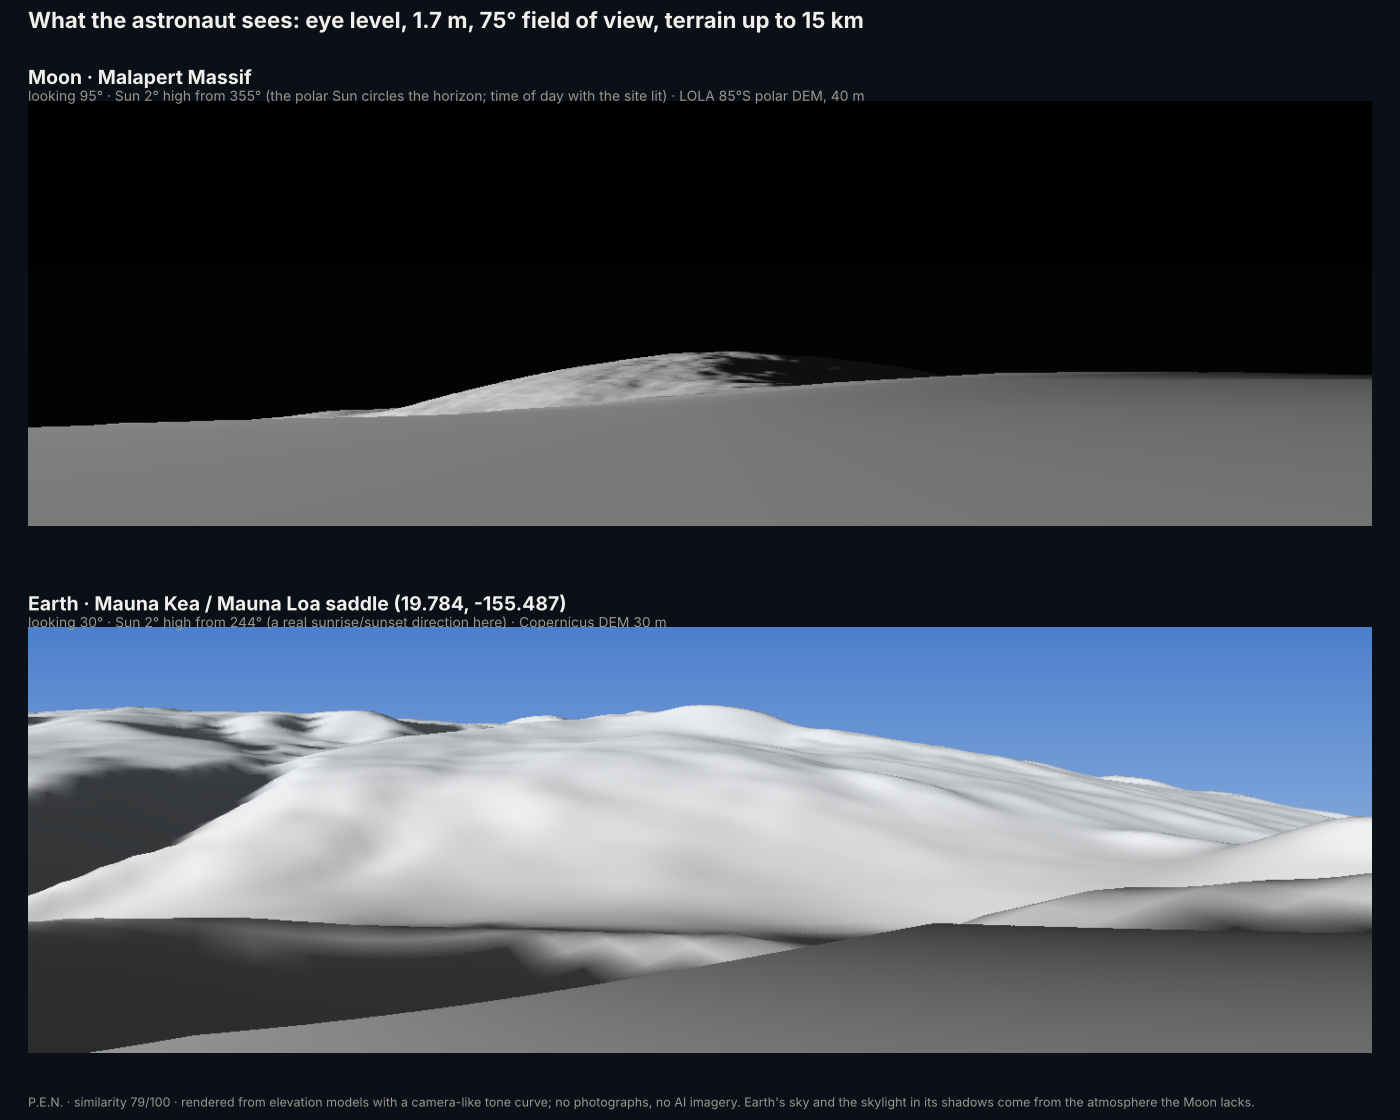 What the astronaut sees: eye level, 1.7 m, 75° field of view, terrain up to 15 km
Moon · Malapert Massif
looking 95° · Sun 2° high from 355° (the polar Sun circles the horizon; time of day with the site lit) · LOLA 85°S polar DEM, 40 m
Earth · Mauna Kea / Mauna Loa saddle (19.784, -155.487)
looking 30° · Sun 2° high from 244° (a real sunrise/sunset direction here) · Copernicus DEM 30 m
P.E.N. · similarity 79/100 · rendered from elevation models with a camera-like tone curve; no photographs, no AI imagery. Earth's sky and the skylight in its shadows come from the atmosphere the Moon lacks.